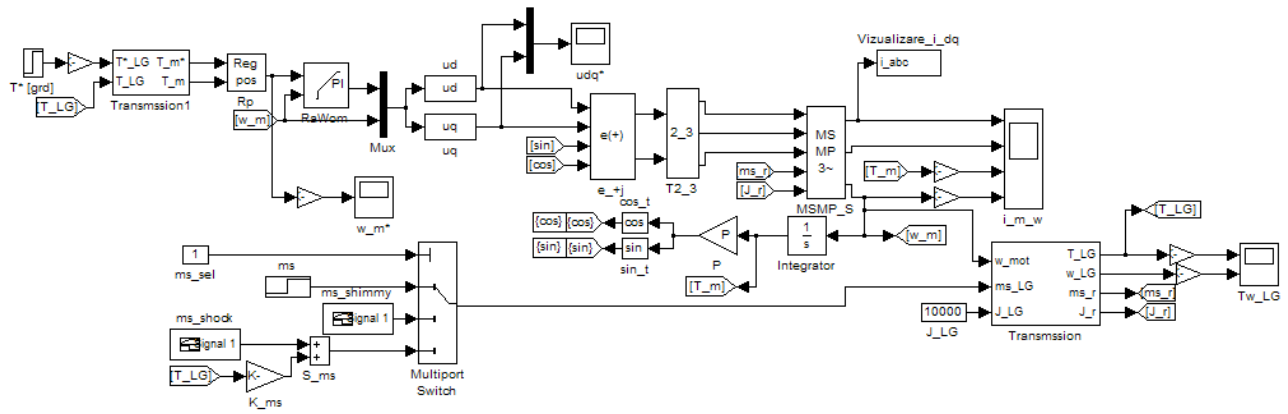 T* [grd]
T*_LG T_m*
T_LG T_m
Transmssion1
[T_LG]
Reg
pos
Rp
[w_m]
PI
RaWom
Mux
ud
ud
uq
uq
udq*
[sin]
[cos]
e(+)
e_+j
2_3
T2_3
[ms_r]
[J_r]
MS
MP
3~
MSMP_S
Vizualizare_i_dq
i_abc
[T_m]
i_m_w
w_m*
cos_t
{cos} {cos} cos
{sin} {sin} sin
sin_t
P
P
[T_m]
1
s
Integrator
[w_m]
[T_LG]
w_mot
ms_LG
J_LG
T_LG
w_LG
ms_r
J_r
Transmssion
[ms_r]
[J_r]
Tw_LG
10000
J_LG
1
ms_sel
ms
ms_shimmy
Signal 1
ms_shock
Signal 1
[T_LG]
K-
K_ms
+
+
S_ms
Multiport
Switch